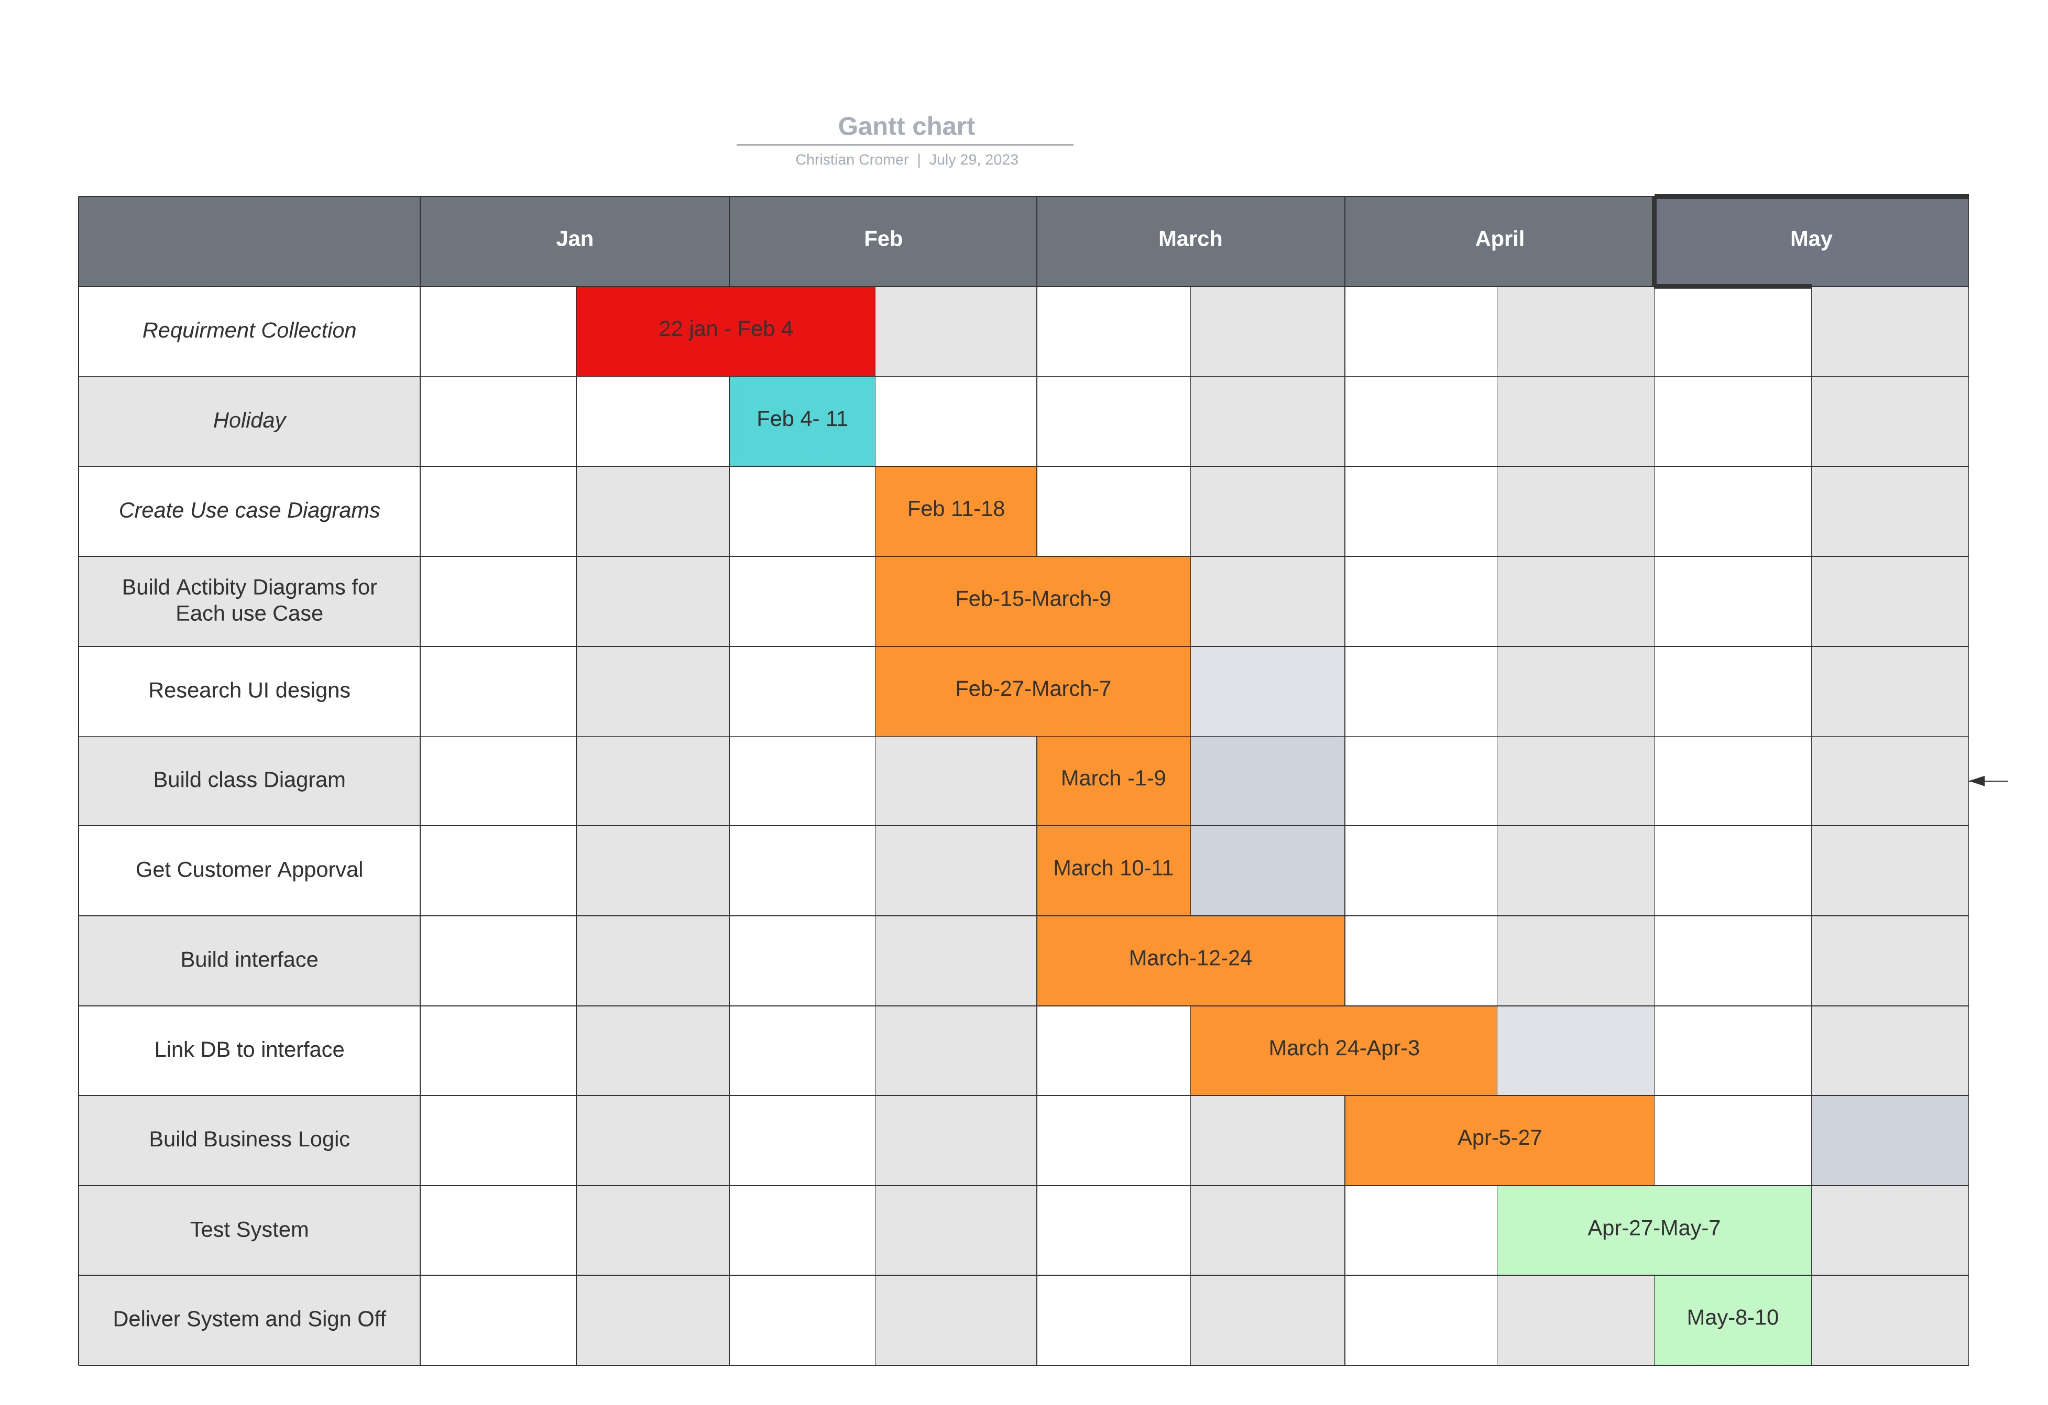 Gantt chart
Christian Cromer | July 29, 2023
Jan Feb March April May
Requirment Collection 22 jan - Feb 4
Holiday Feb 4- 11
Create Use case Diagrams Feb 11-18
Build Actibity Diagrams for
Each use Case Feb-15-March-9
Research UI designs Feb-27-March-7
Build class Diagram March -1-9
Get Customer Apporval March 10-11
Build interface March-12-24
Link DB to interface March 24-Apr-3
Build Business Logic Apr-5-27
Test System Apr-27-May-7
Deliver System and Sign Off May-8-10